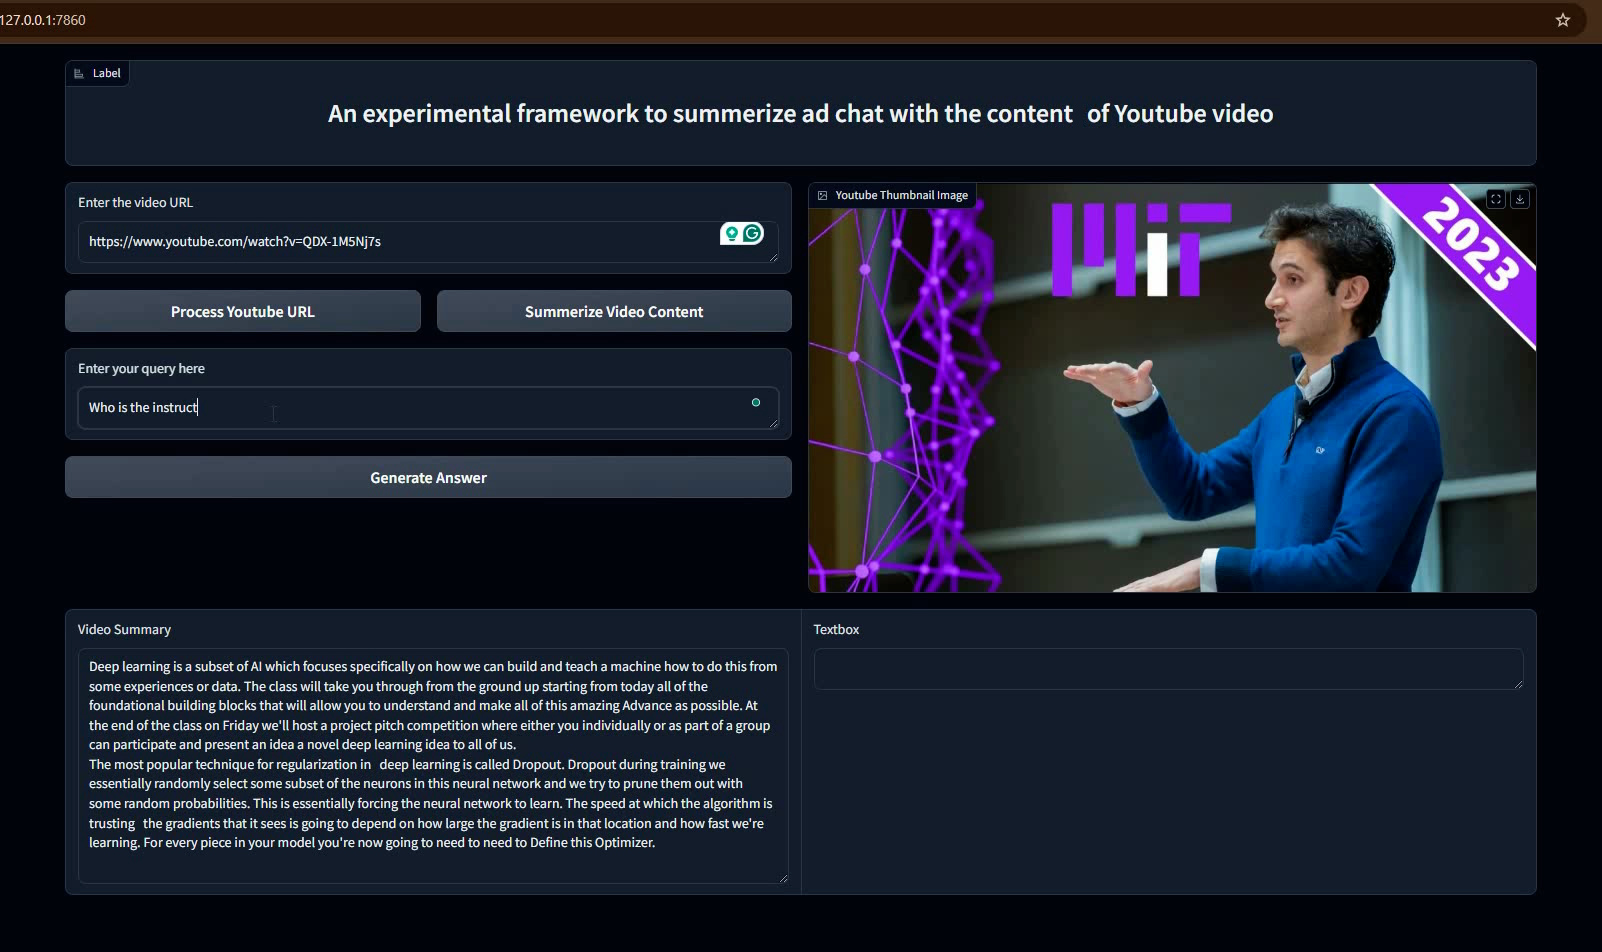 127.0.0.1:7860
Label
An experimental framework to summerize ad chat with the content of Youtube video
Enter the video URL
https://www.youtube.com/watch?v=QDX-1M5Nj7s
Process Youtube URL
Summerize Video Content
Enter your query here
Who is the instruct
Generate Answer
Youtube Thumbnail Image
MIT
2023
Video Summary
Deep learning is a subset of AI which focuses specifically on how we can build and teach a machine how to do this from
some experiences or data. The class will take you through from the ground up starting from today all of the
foundational building blocks that will allow you to understand and make all of this amazing Advance as possible. At
the end of the class on Friday we'll host a project pitch competition where either you individually or as part of a group
can participate and present an idea a novel deep learning idea to all of us.
The most popular technique for regularization in deep learning is called Dropout. Dropout during training we
essentially randomly select some subset of the neurons in this neural network and we try to prune them out with
some random probabilities. This is essentially forcing the neural network to learn. The speed at which the algorithm is
trusting the gradients that it sees is going to depend on how large the gradient is in that location and how fast we're
learning. For every piece in your model you're now going to need to need to Define this Optimizer.
Textbox